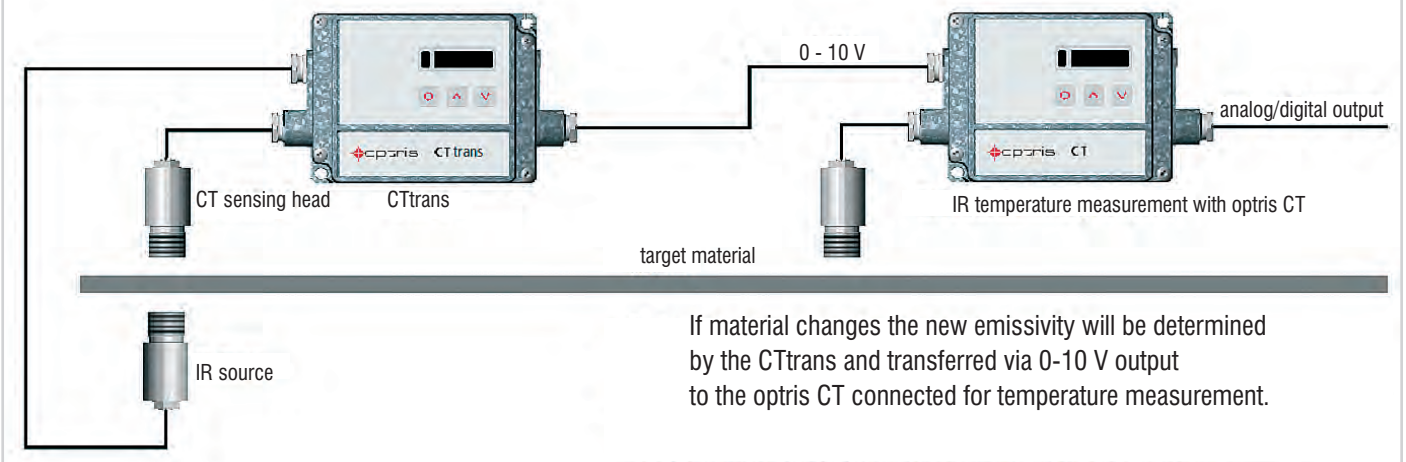 0 - 10 V
analog/digital output
optris CT trans
optris CT
CT sensing head
CTtrans
IR temperature measurement with optris CT
target material
If material changes the new emissivity will be determined
by the CTtrans and transferred via 0-10 V output
to the optris CT connected for temperature measurement.
IR source